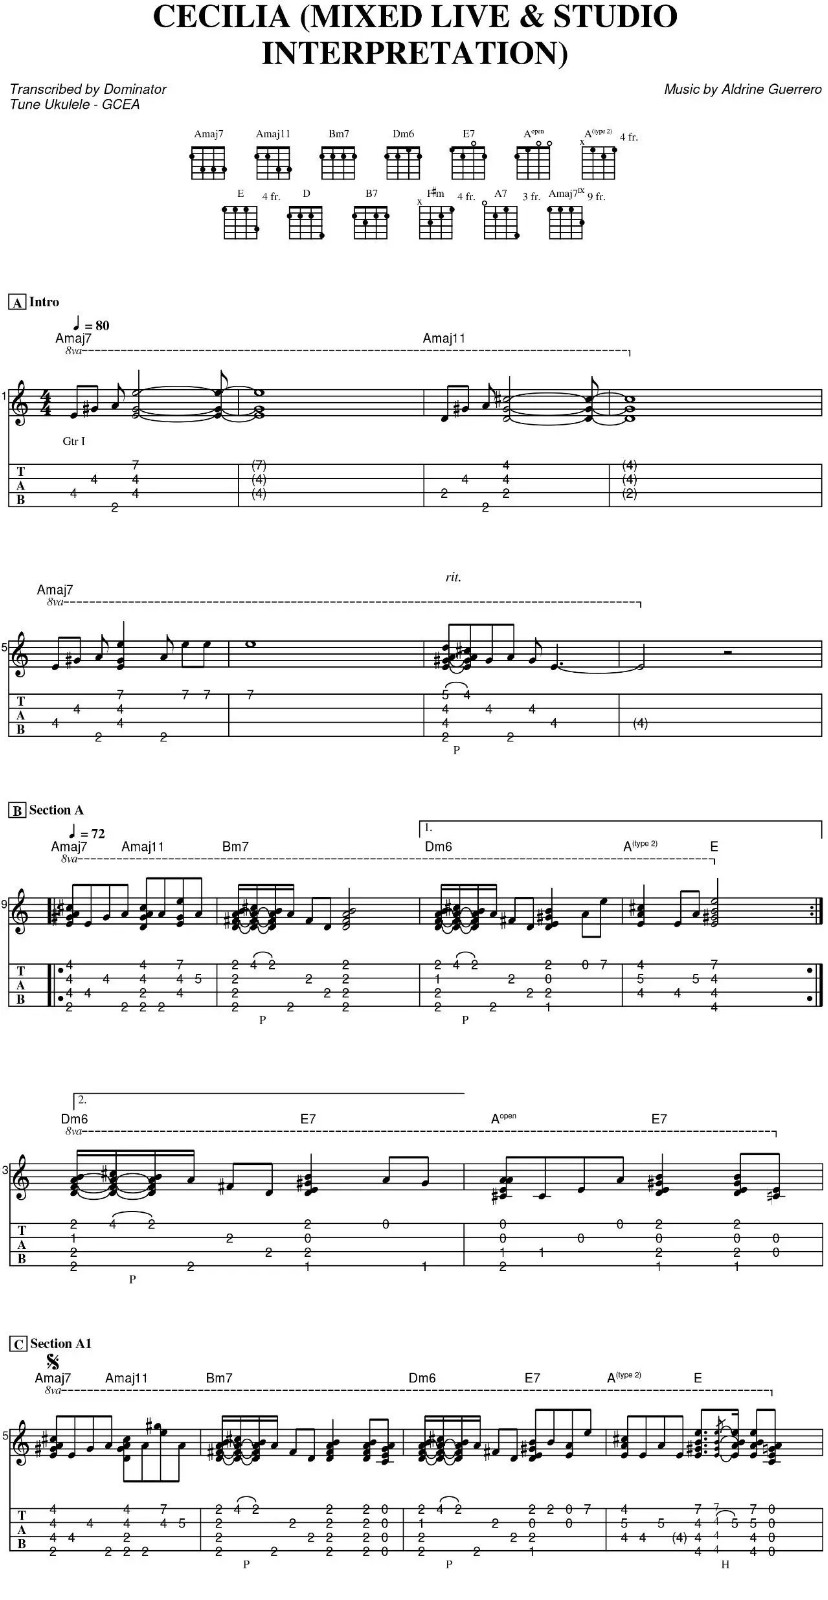 CECILIA (MIXED LIVE & STUDIO
INTERPRETATION)
Transcribed by Dominator
Music by Aldrine Guerrero
Tune Ukulele - GCEA
Amaj7 Amaj11 Bm7 Dm6 E7 A(open) A(type 2) 4 fr.
E 4 fr. D B7 F#m 4 fr. A7 3 fr. Amaj7IX 9 fr.
A Intro
♩ = 80
Amaj7 Amaj11
8va
1 4/4
Gtr I
T A B
7 7 4 4
4 4 4 4 4 4
4 4 4 2 2 2
2 2
rit.
Amaj7
8va
5
T A B
7 7 7 7 5 4
4 4 4 4 4
4 4 4 4 (4)
2 2 2 2
P
B Section A
♩ = 72
1.
Amaj7 Amaj11 Bm7 Dm6 A(type 2) E
8va
9
T A B
4 4 7 2 4 2 2 2 4 2 2 0 7 4 7
4 4 4 4 5 2 2 2 1 2 0 5 5 4
4 4 2 4 2 2 2 2 2 2 4 4 4
2 2 2 2 2 2 2 2 2 1 4
P P
2.
Dm6 E7 A(open) E7
8va
3
T A B
2 4 2 2 0 0 0 2 2
1 2 0 0 0 0 0 0
2 2 2 1 1 2 2 0
2 2 1 1 2 1 1
P
C Section A1
Amaj7 Amaj11 Bm7 Dm6 E7 A(type 2) E
8va
5
T A B
4 4 7 2 4 2 2 2 0 2 4 2 2 2 0 7 4 7 7 7 0
4 4 4 4 5 2 2 2 2 0 1 2 0 0 5 5 4 4 5 5 0
4 4 2 2 2 2 2 0 2 2 2 4 4 (4) 4 4 4 0
2 2 2 2 2 2 2 2 0 2 2 1 4 4 4 0
P P H